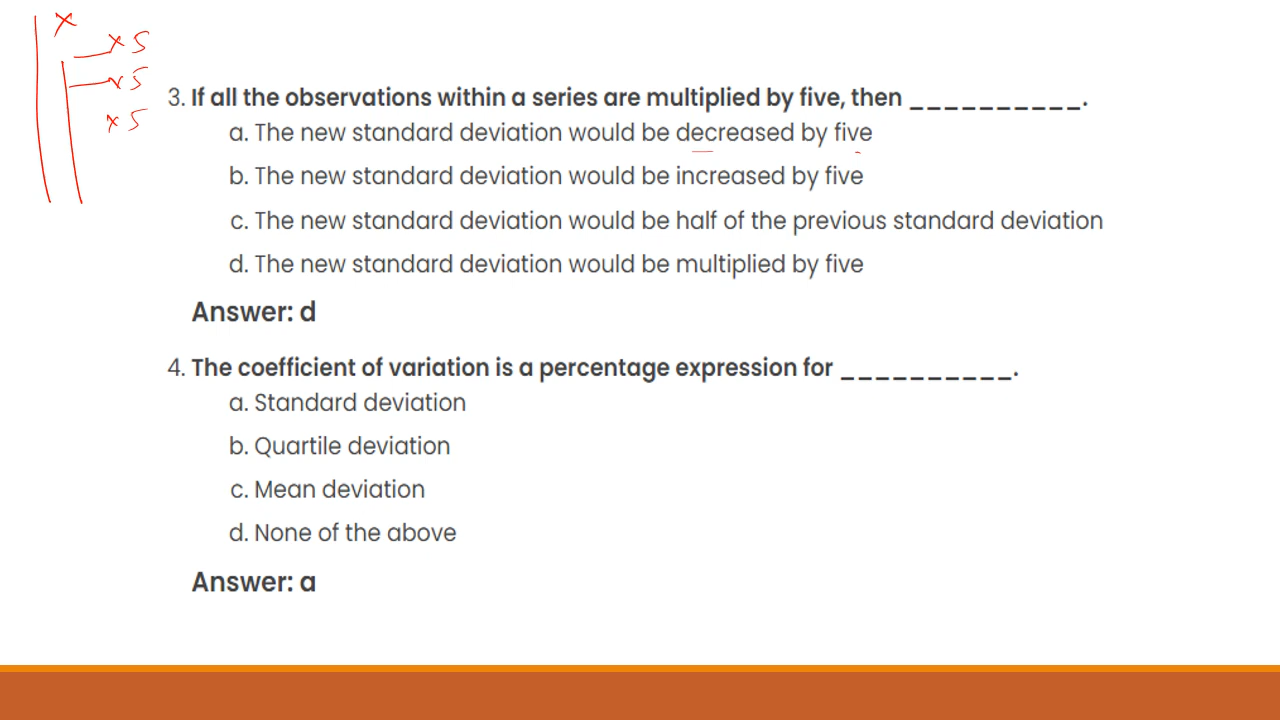 x
x 5
x 5
x 5
3. If all the observations within a series are multiplied by five, then __________.
a. The new standard deviation would be decreased by five
b. The new standard deviation would be increased by five
c. The new standard deviation would be half of the previous standard deviation
d. The new standard deviation would be multiplied by five
Answer: d
4. The coefficient of variation is a percentage expression for __________.
a. Standard deviation
b. Quartile deviation
c. Mean deviation
d. None of the above
Answer: a